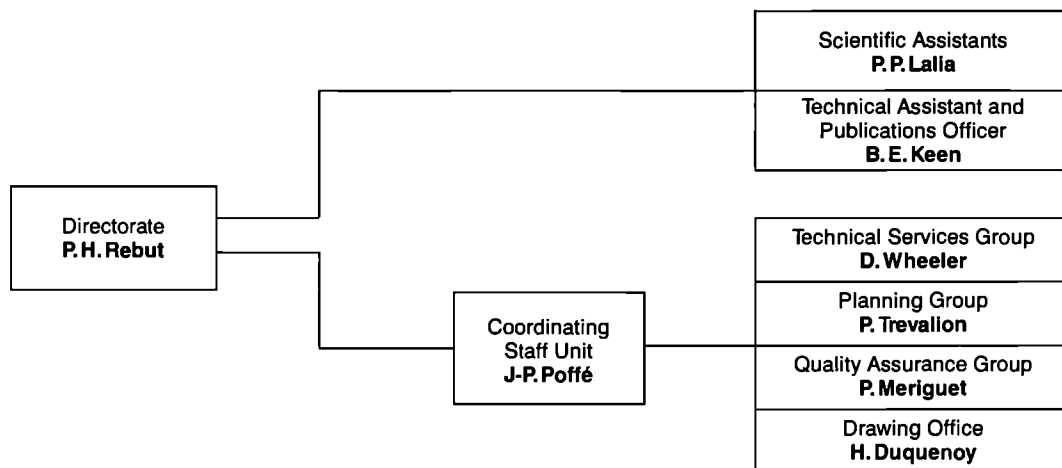 Scientific Assistants
P. P. Lalia
Technical Assistant and
Publications Officer
B. E. Keen
Directorate
P. H. Rebut
Technical Services Group
D. Wheeler
Planning Group
P. Trevalion
Coordinating
Staff Unit
J-P. Poffé
Quality Assurance Group
P. Meriguet
Drawing Office
H. Duquenoy